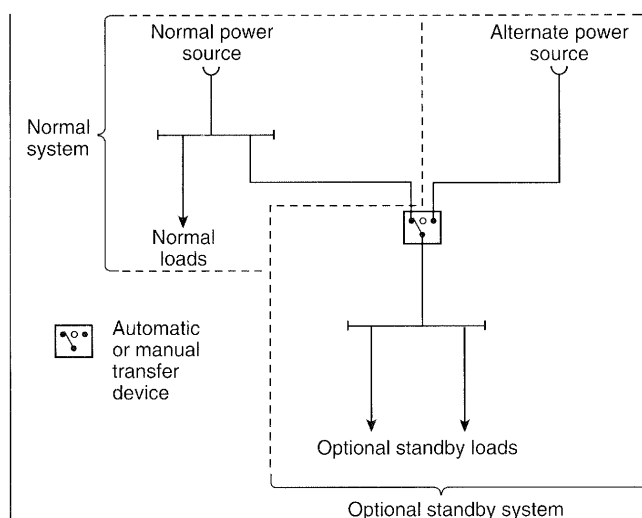 Normal power
source
Alternate power
source
Normal
system
Normal
loads
Automatic
or manual
transfer
device
Optional standby loads
Optional standby system